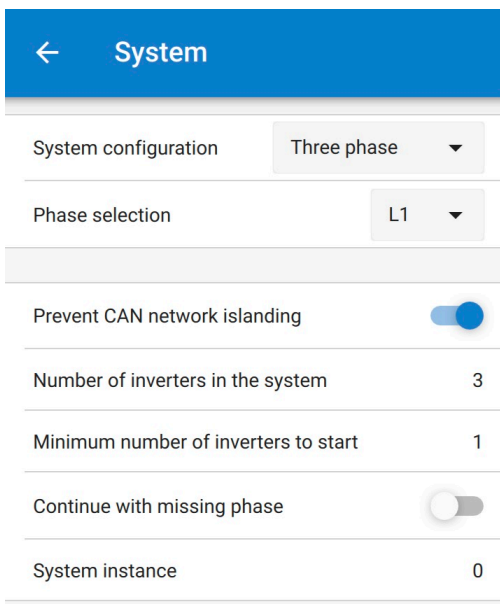 System
System configuration Three phase
Phase selection L1
Prevent CAN network islanding
Number of inverters in the system 3
Minimum number of inverters to start 1
Continue with missing phase
System instance 0